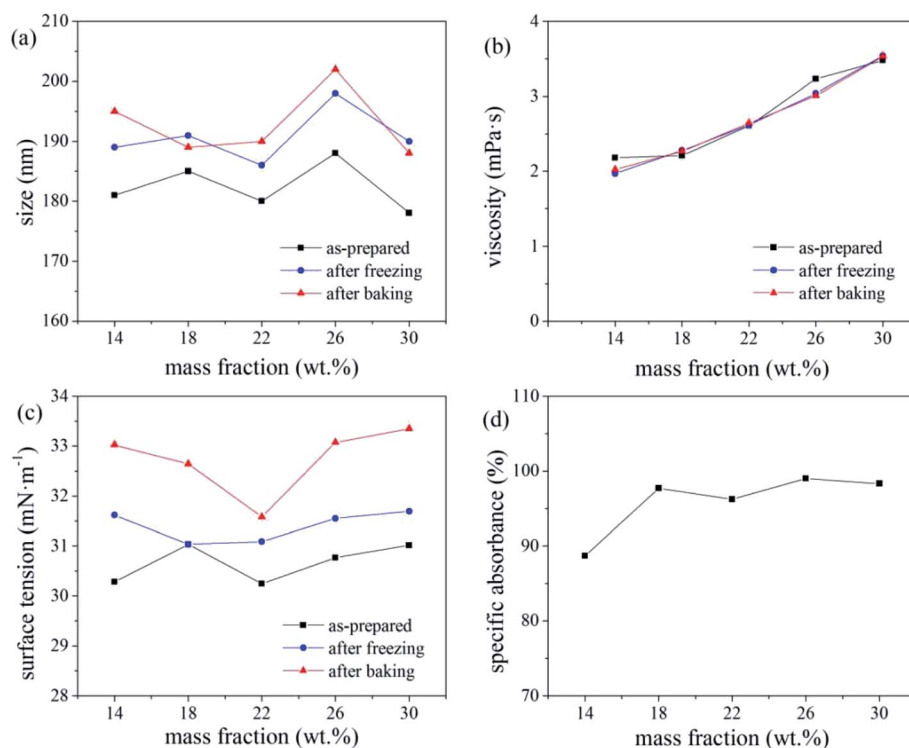 (a)
210
200
190
180
170
160
size (nm)
as-prepared
after freezing
after baking
14 18 22 26 30
mass fraction (wt.%)
(b)
4
3
2
1
0
viscosity (mPa·s)
as-prepared
after freezing
after baking
14 18 22 26 30
mass fraction (wt.%)
(c)
34
33
32
31
30
29
28
surface tension (mN·m⁻¹)
as-prepared
after freezing
after baking
14 18 22 26 30
mass fraction (wt.%)
(d)
110
100
90
80
70
specific absorbance (%)
14 18 22 26 30
mass fraction (wt.%)